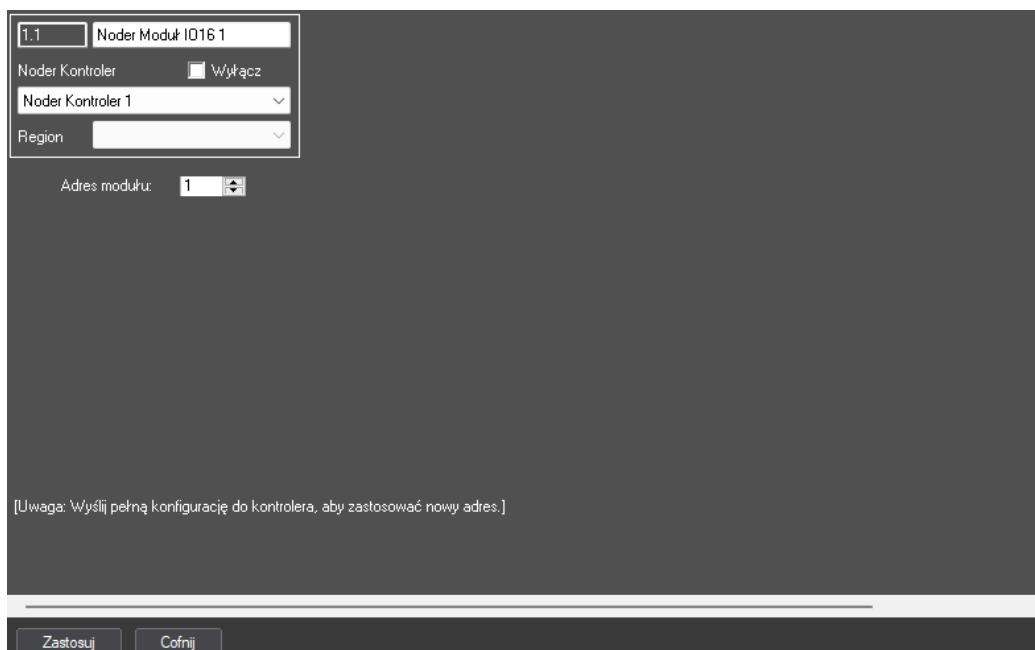 1.1 Noder Moduł IO16 1
Noder Kontroler Wyłącz
Noder Kontroler 1
Region
Adres modułu: 1
[Uwaga: Wyślij pełną konfigurację do kontrolera, aby zastosować nowy adres.]
Zastosuj Cofnij